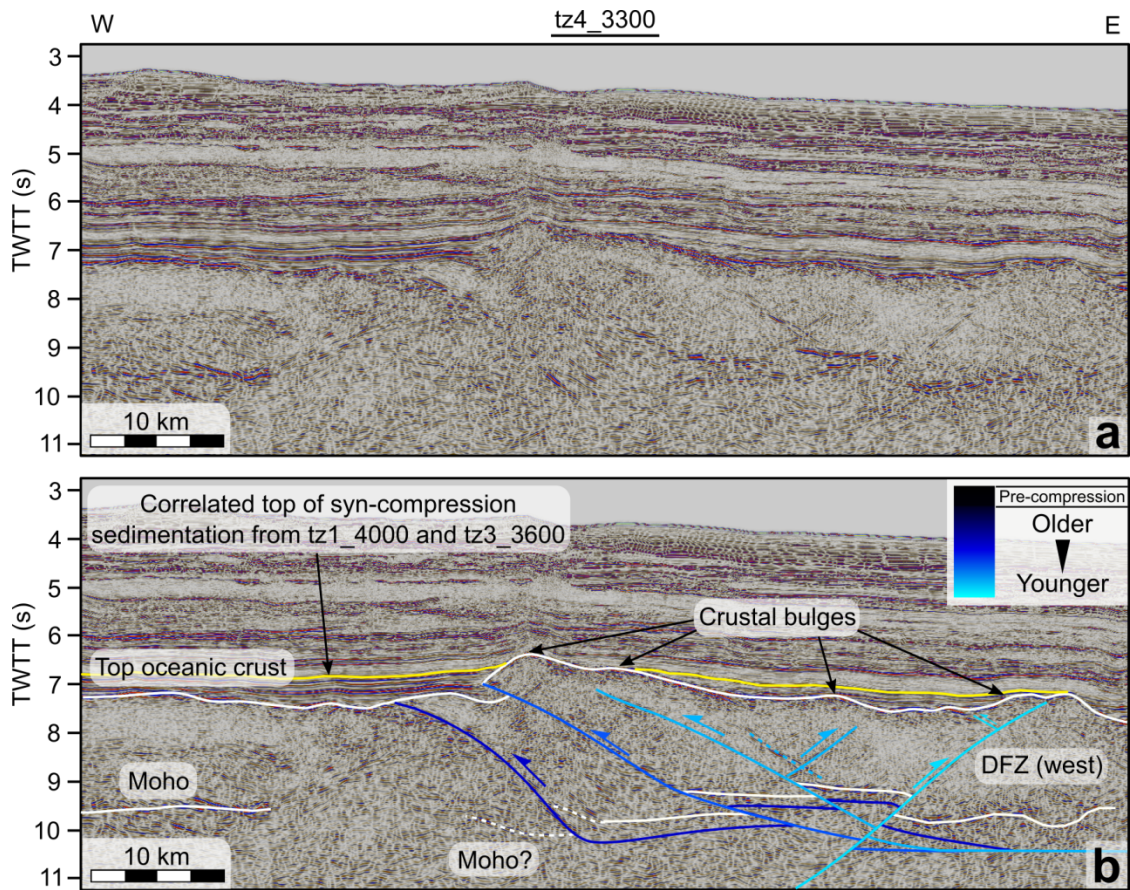 W
tz4_3300
E
3
4
5
6
7
8
9
10
11
TWTT (s)
10 km
a
Correlated top of syn-compression
sedimentation from tz1_4000 and tz3_3600
Pre-compression
Older
Younger
3
4
5
6
7
8
9
10
11
TWTT (s)
Crustal bulges
Top oceanic crust
DFZ (west)
Moho
Moho?
10 km
b